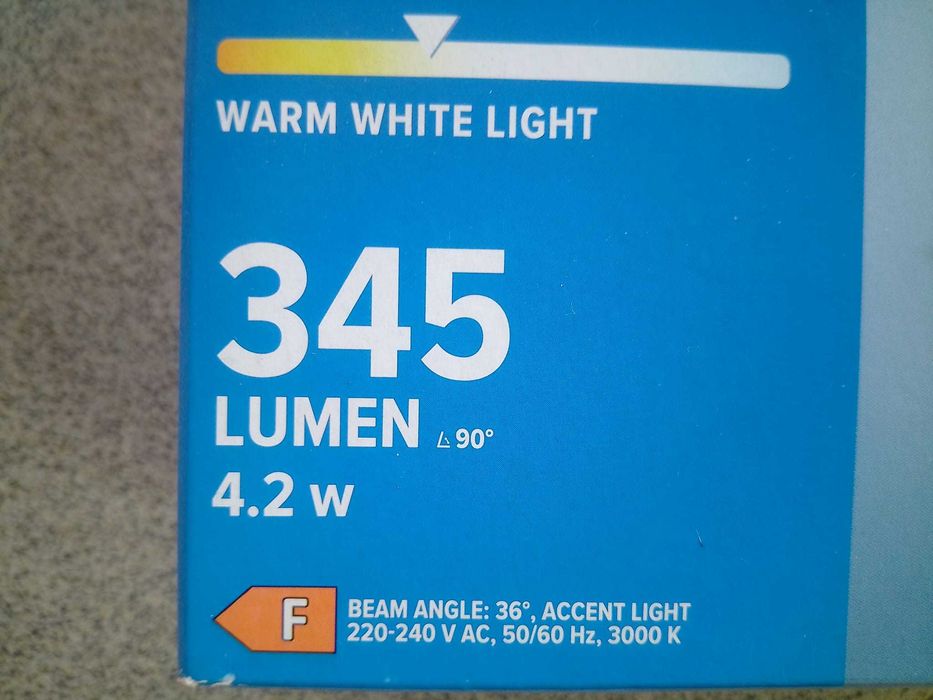 WARM WHITE LIGHT
345
LUMEN 90°
4.2 W
F
BEAM ANGLE: 36°, ACCENT LIGHT
220-240 V AC, 50/60 Hz, 3000 K